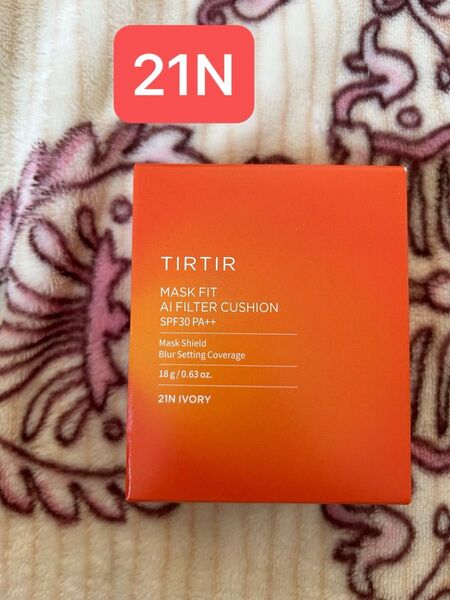 21N
TIRTIR
MASK FIT
AI FILTER CUSHION
SPF30 PA++
Mask Shield
Blur Setting Coverage
18 g / 0.63 oz.
21N IVORY